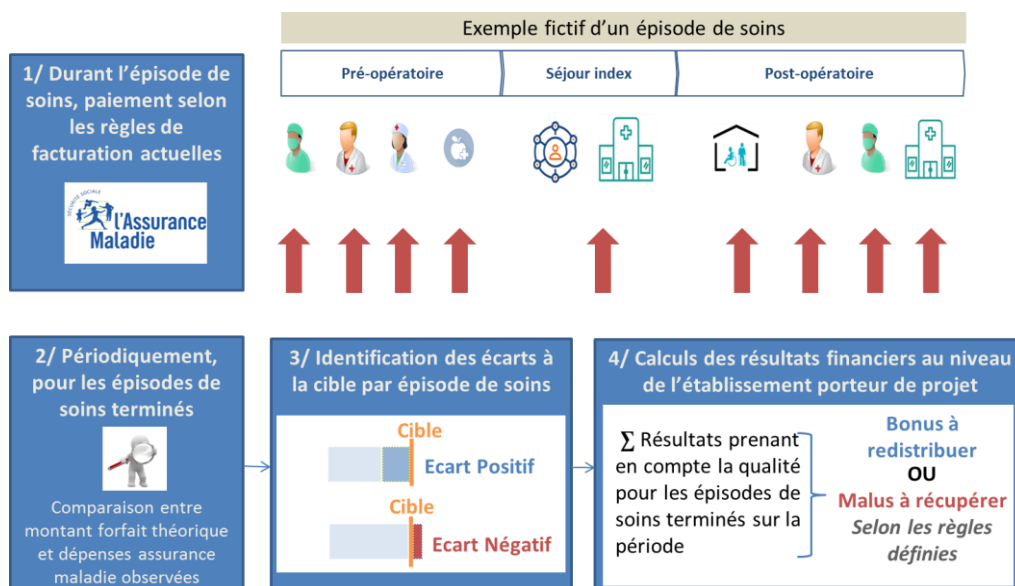 Exemple fictif d'un épisode de soins
1/ Durant l'épisode de
soins, paiement selon
les règles de
facturation actuelles
SÉCURITÉ SOCIALE
l'Assurance
Maladie
Pré-opératoire
Séjour index
Post-opératoire
2/ Périodiquement,
pour les épisodes de
soins terminés
Comparaison entre
montant forfait théorique
et dépenses assurance
maladie observées
3/ Identification des écarts à
la cible par épisode de soins
Cible
Ecart Positif
Cible
Ecart Négatif
4/ Calculs des résultats financiers au niveau
de l'établissement porteur de projet
∑ Résultats prenant
en compte la qualité
pour les épisodes de
soins terminés sur la
période
Bonus à
redistribuer
OU
Malus à récupérer
Selon les règles
définies